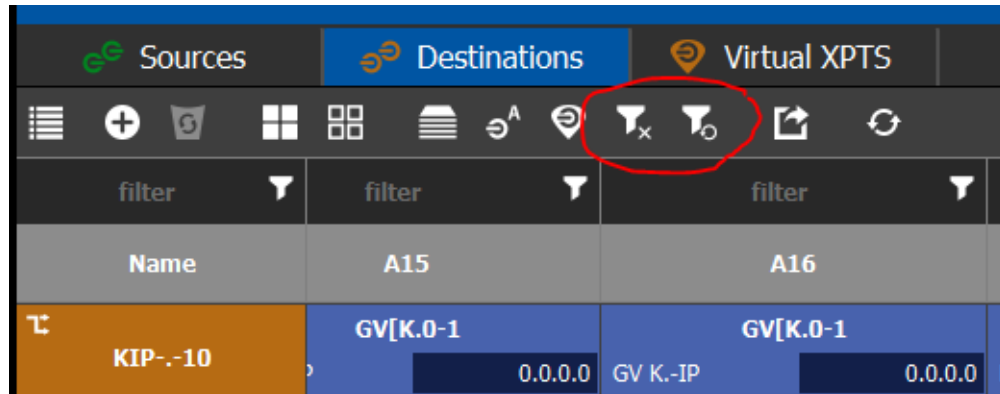 Sources Destinations Virtual XPTS
A
filter filter filter
Name A15 A16
GV[K.0-1 GV[K.0-1
KIP-.-10 0.0.0.0 GV K.-IP 0.0.0.0